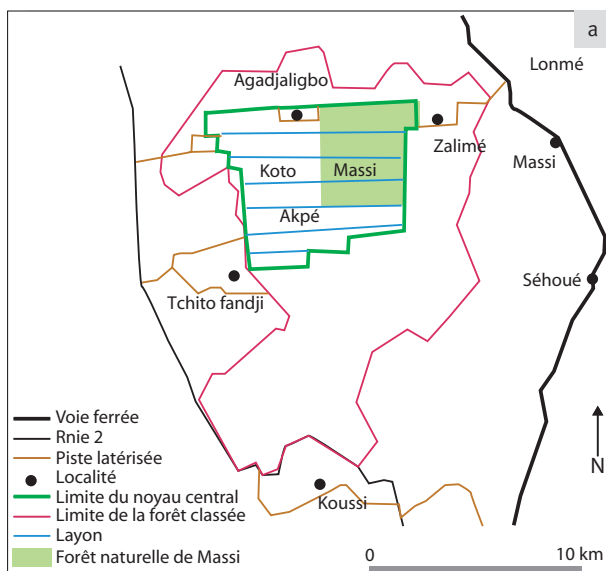 a
Lonmé
Agadjaligbo
Zalimé
Massi
Koto
Massi
Akpé
Séhoué
Tchito fandji
Voie ferrée
Rnie 2
Piste latérisée
Localité
Limite du noyau central
Limite de la forêt classée
Layon
Forêt naturelle de Massi
Koussi
N
0 10 km